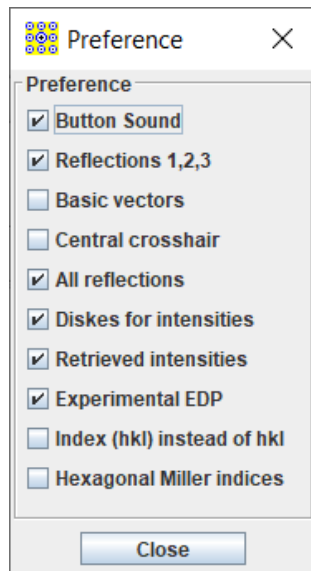 Preference
Preference
Button Sound
Reflections 1,2,3
Basic vectors
Central crosshair
All reflections
Diskes for intensities
Retrieved intensities
Experimental EDP
Index (hkl) instead of hkl
Hexagonal Miller indices
Close